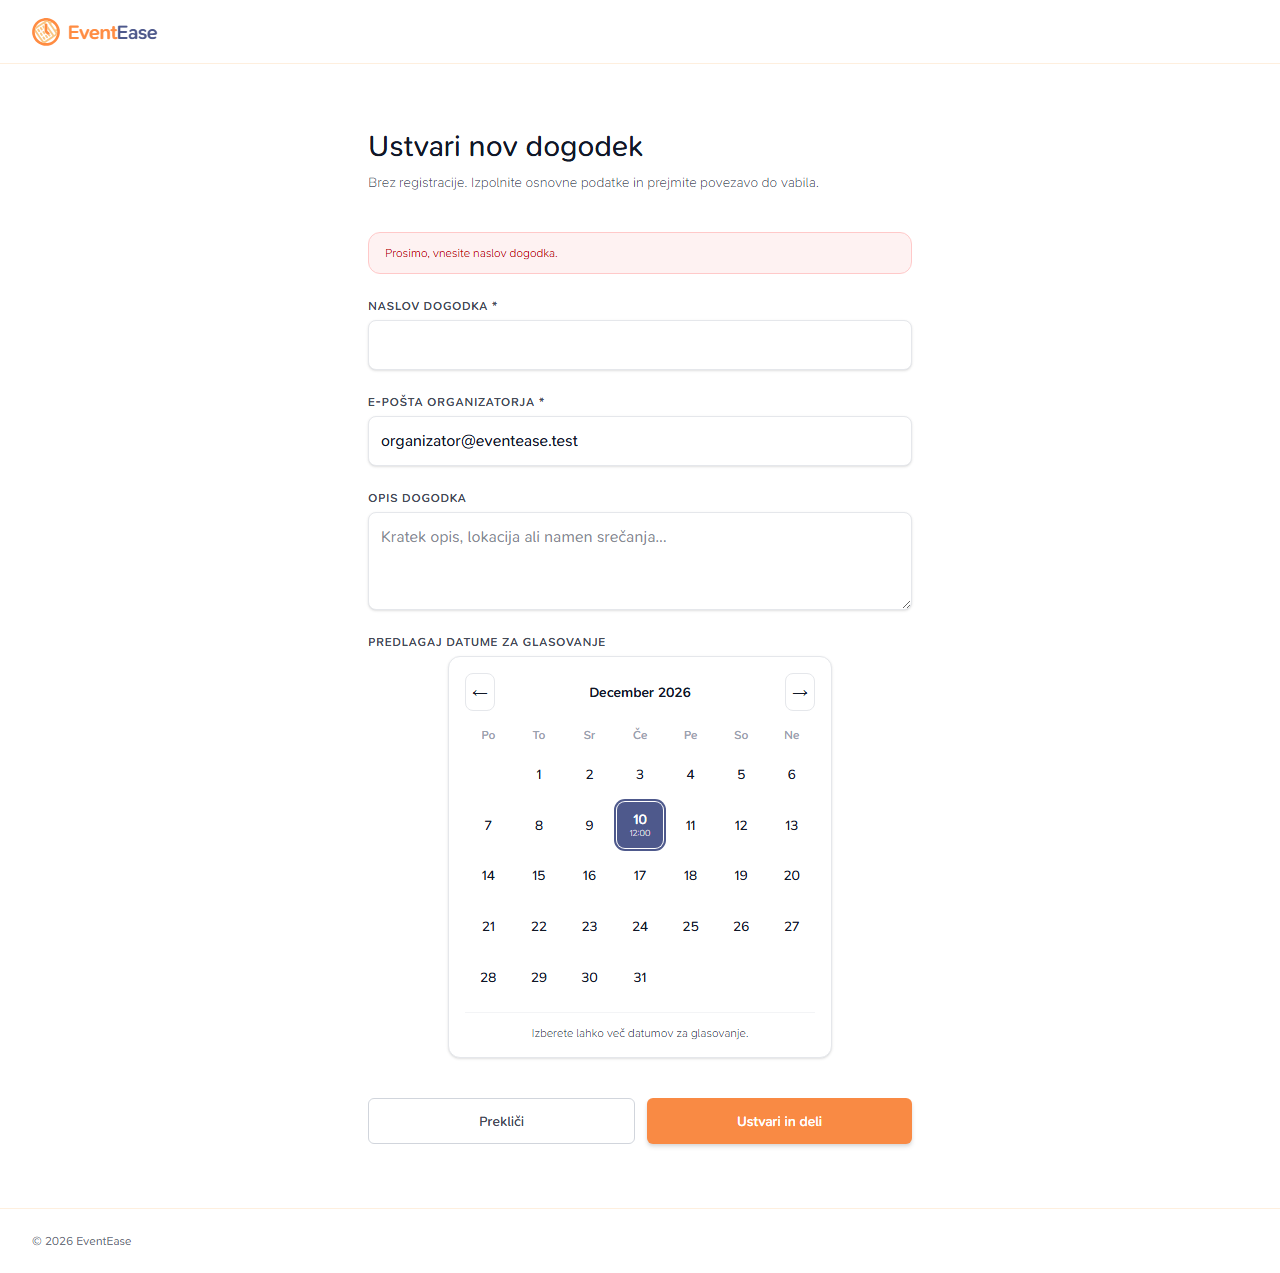 EventEase
Ustvari nov dogodek
Brez registracije. Izpolnite osnovne podatke in prejmite povezavo do vabila.
Prosimo, vnesite naslov dogodka.
NASLOV DOGODKA *
E-POŠTA ORGANIZATORJA *
organizator@eventease.test
OPIS DOGODKA
Kratek opis, lokacija ali namen srečanja...
PREDLAGAJ DATUME ZA GLASOVANJE
← December 2026 →
Po To Sr Če Pe So Ne
1 2 3 4 5 6
7 8 9 10 11 12 13
12:00
14 15 16 17 18 19 20
21 22 23 24 25 26 27
28 29 30 31
Izberete lahko več datumov za glasovanje.
Prekliči Ustvari in deli
© 2026 EventEase